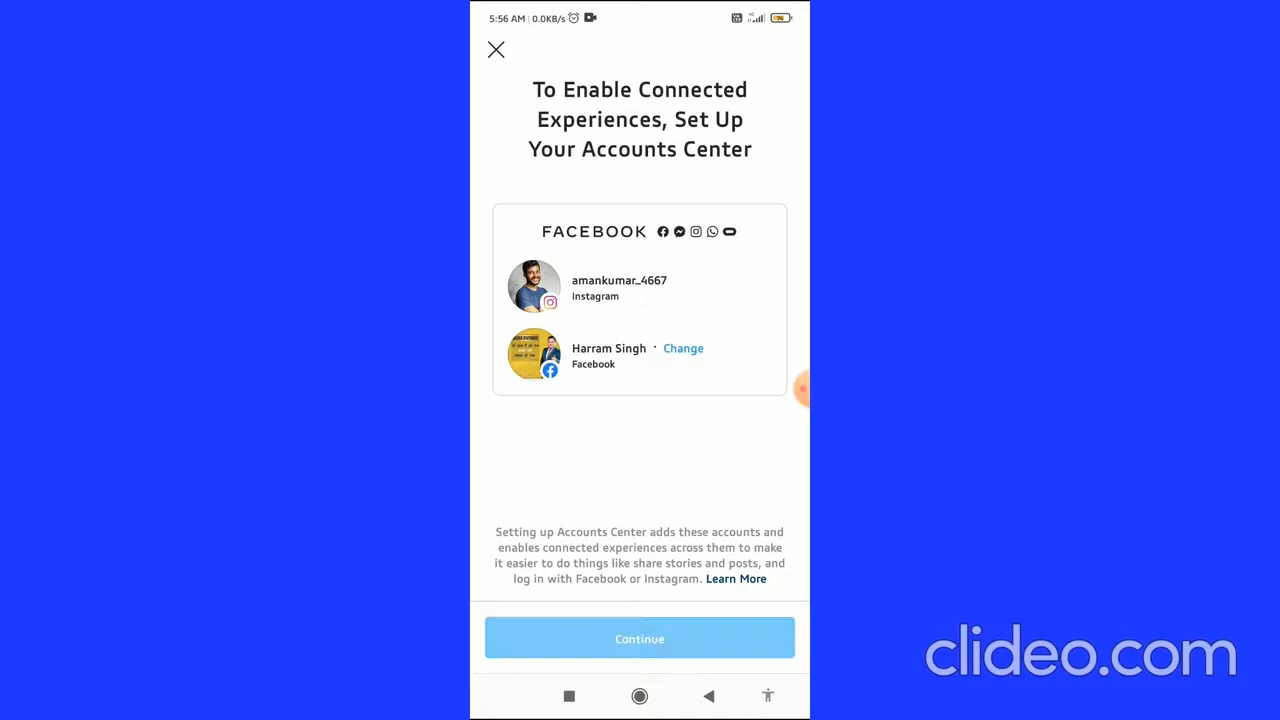 5:56 AM | 0.0KB/s
To Enable Connected
Experiences, Set Up
Your Accounts Center
FACEBOOK
amankumar_4667
Instagram
Harram Singh · Change
Facebook
Setting up Accounts Center adds these accounts and
enables connected experiences across them to make
it easier to do things like share stories and posts, and
log in with Facebook or Instagram. Learn More
Continue
clideo.com